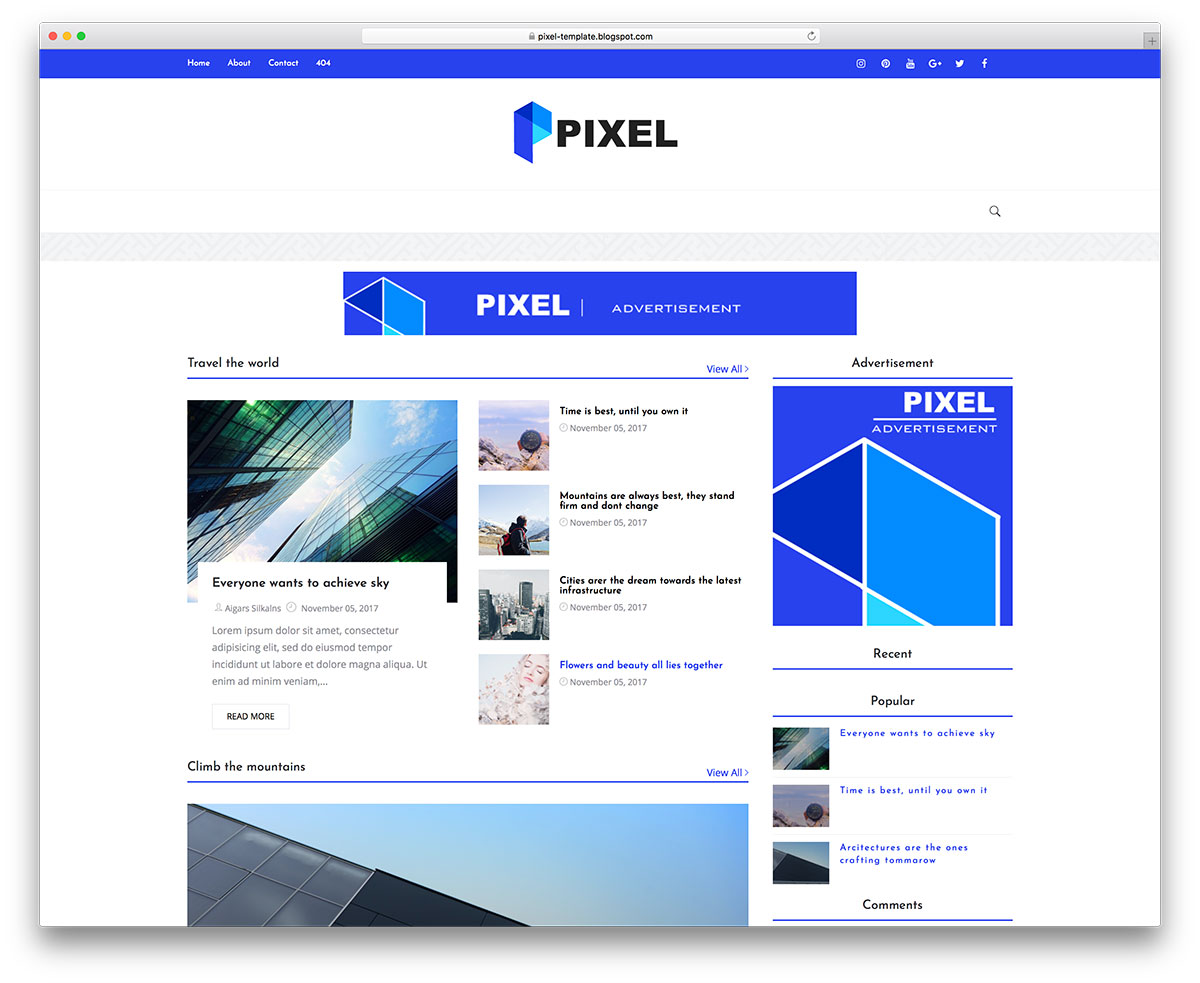 pixel-template.blogspot.com
Home About Contact 404
PIXEL
PIXEL | ADVERTISEMENT
Travel the world
View All >
Everyone wants to achieve sky
Aigars Silkalns November 05, 2017
Lorem ipsum dolor sit amet, consectetur
adipisicing elit, sed do eiusmod tempor
incididunt ut labore et dolore magna aliqua. Ut
enim ad minim veniam,...
READ MORE
Time is best, until you own it
November 05, 2017
Mountains are always best, they stand
firm and dont change
November 05, 2017
Cities arer the dream towards the latest
infrastructure
November 05, 2017
Flowers and beauty all lies together
November 05, 2017
Climb the mountains
View All >
Advertisement
PIXEL
ADVERTISEMENT
Recent
Popular
Everyone wants to achieve sky
Time is best, until you own it
Arcitectures are the ones
crafting tommarow
Comments